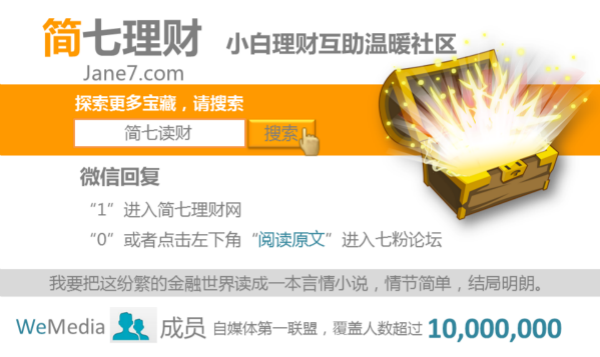 简七理财 小白理财互助温暖社区
Jane7.com
探索更多宝藏，请搜索
简七读财 搜索
微信回复
“1”进入简七理财网
“0”或者点击左下角“阅读原文”进入七粉论坛
我要把这纷繁的金融世界读成一本言情小说，情节简单，结局明朗。
WeMedia 成员 自媒体第一联盟，覆盖人数超过 10,000,000